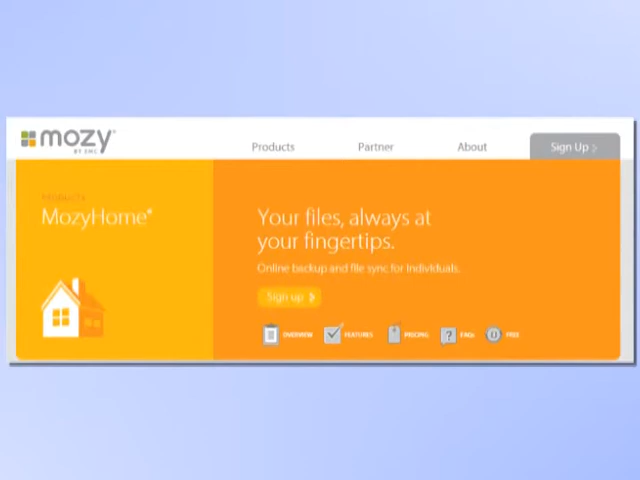 mozy
BY EMC
Products
Partner
About
Sign Up >
PRODUCTS
MozyHome®
Your files, always at
your fingertips.
Online backup and file sync for individuals.
Sign up >
OVERVIEW
FEATURES
PRICING
FAQs
FREE